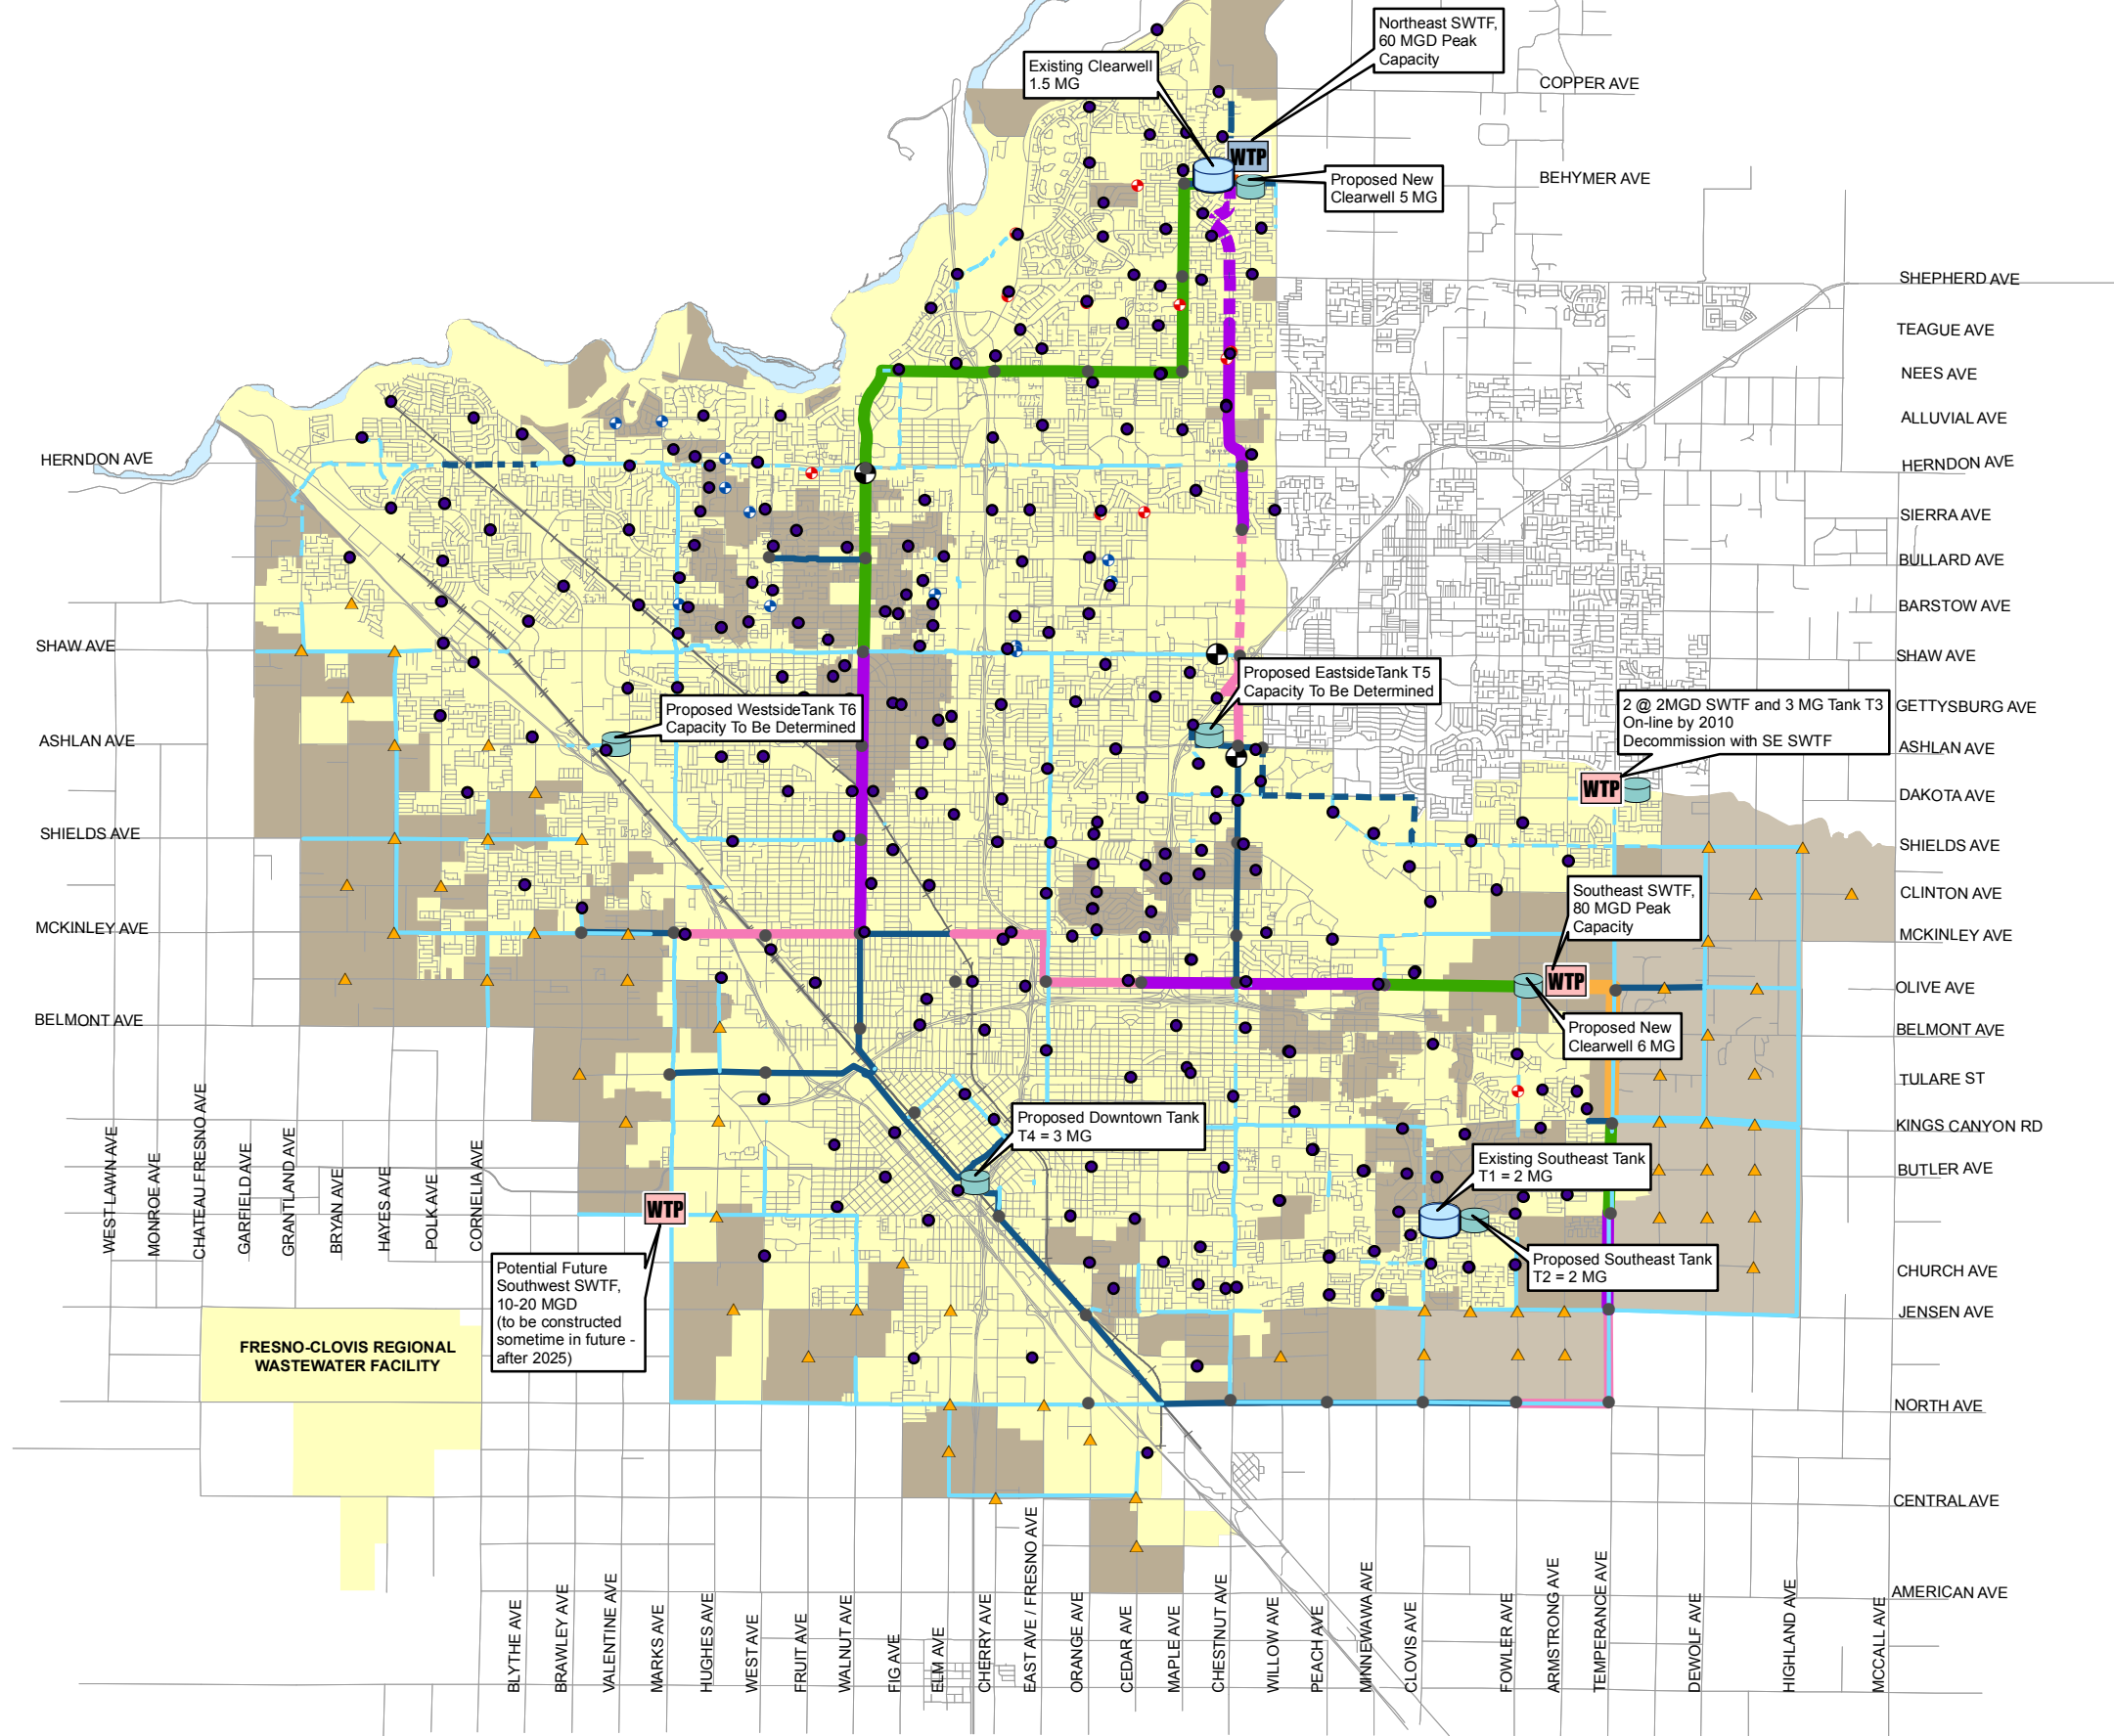 Northeast SWTF,
60 MGD Peak
Capacity
Existing Clearwell
1.5 MG
WTP
Proposed New
Clearwell 5 MG
COPPER AVE
BEHYMER AVE
SHEPHERD AVE
TEAGUE AVE
NEES AVE
ALLUVIAL AVE
HERNDON AVE
HERNDON AVE
SIERRA AVE
BULLARD AVE
BARSTOW AVE
SHAW AVE
SHAW AVE
Proposed EastsideTank T5
Capacity To Be Determined
Proposed WestsideTank T6
Capacity To Be Determined
2 @ 2MGD SWTF and 3 MG Tank T3
On-line by 2010
Decommission with SE SWTF
GETTYSBURG AVE
ASHLAN AVE
ASHLAN AVE
WTP
DAKOTA AVE
SHIELDS AVE
SHIELDS AVE
Southeast SWTF,
80 MGD Peak
Capacity
CLINTON AVE
MCKINLEY AVE
MCKINLEY AVE
WTP
OLIVE AVE
Proposed New
Clearwell 6 MG
BELMONT AVE
BELMONT AVE
TULARE ST
Proposed Downtown Tank
T4 = 3 MG
KINGS CANYON RD
Existing Southeast Tank
T1 = 2 MG
BUTLER AVE
WTP
Proposed Southeast Tank
T2 = 2 MG
CHURCH AVE
JENSEN AVE
Potential Future
Southwest SWTF,
10-20 MGD
(to be constructed
sometime in future -
after 2025)
FRESNO-CLOVIS REGIONAL
WASTEWATER FACILITY
NORTH AVE
CENTRAL AVE
AMERICAN AVE
WEST LAWN AVE
MONROE AVE
CHATEAU FRESNO AVE
GARFIELD AVE
GRANTLAND AVE
BRYAN AVE
HAYES AVE
POLK AVE
CORNELIA AVE
BLYTHE AVE
BRAWLEY AVE
VALENTINE AVE
MARKS AVE
HUGHES AVE
WEST AVE
FRUIT AVE
WALNUT AVE
FIG AVE
ELM AVE
CHERRY AVE
EAST AVE / FRESNO AVE
ORANGE AVE
CEDAR AVE
MAPLE AVE
CHESTNUT AVE
WILLOW AVE
PEACH AVE
MINNEWAWA AVE
CLOVIS AVE
FOWLER AVE
ARMSTRONG AVE
TEMPERANCE AVE
DEWOLF AVE
HIGHLAND AVE
MCCALL AVE